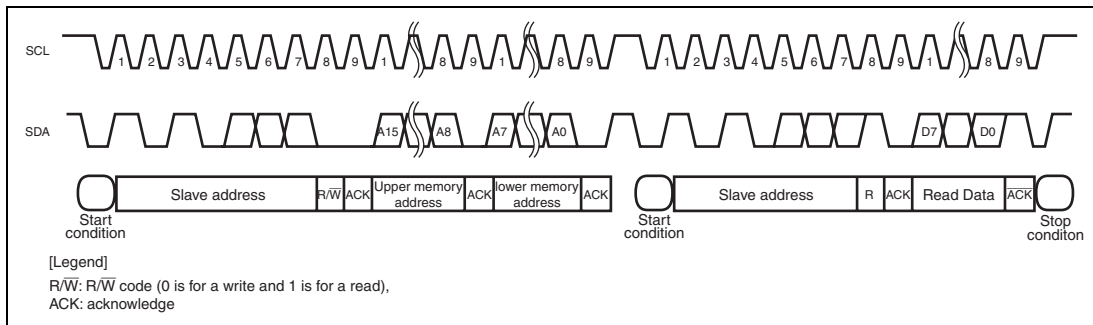 SCL
1 2 3 4 5 6 7 8 9 1 8 9 1 8 9 1 2 3 4 5 6 7 8 9 1 8 9
SDA
A15 A8 A7 A0 D7 D0
Slave address R/W̅ ACK Upper memory address ACK lower memory address ACK Slave address R ACK Read Data A̅C̅K̅
Start condition Start condition Stop conditon
[Legend]
R/W̅: R/W̅ code (0 is for a write and 1 is for a read),
ACK: acknowledge